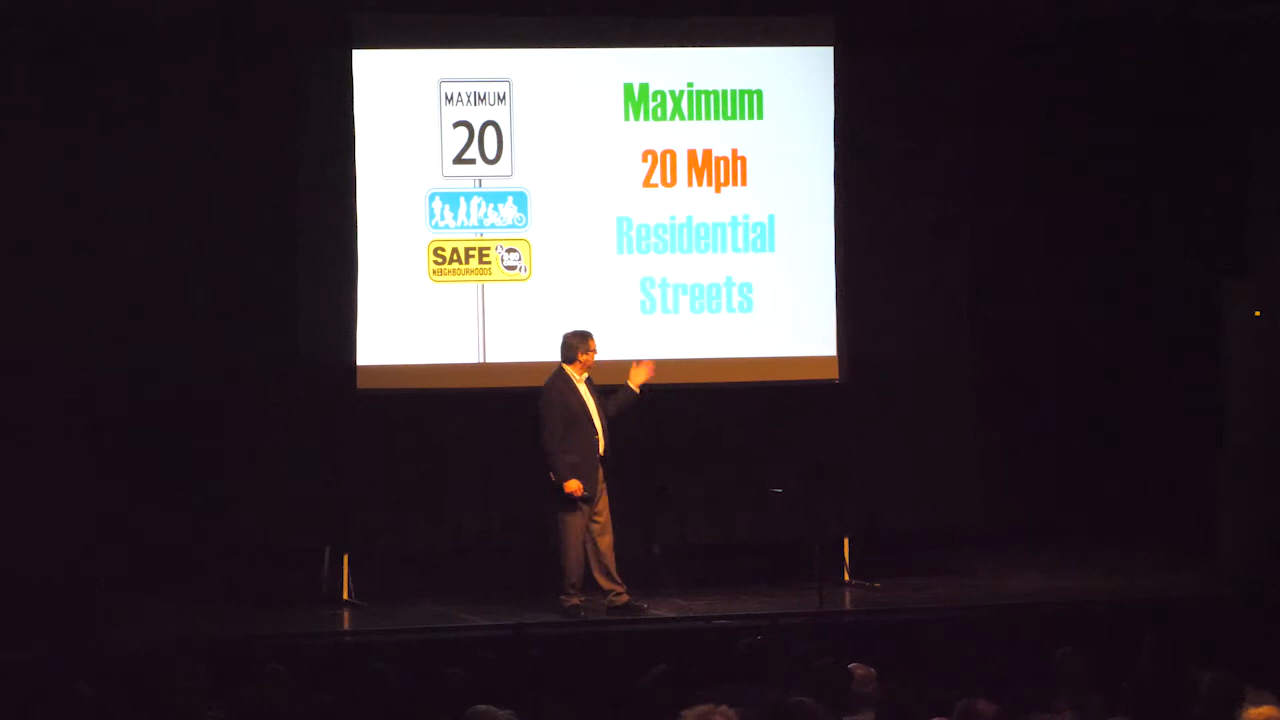 MAXIMUM
20
SAFE
NEIGHBOURHOODS
Maximum
20 Mph
Residential
Streets